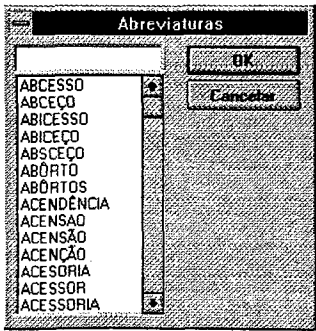 Abreviaturas
OK
Cancelar
ABCESSO
ABCEÇO
ABICESSO
ABICEÇO
ABSCEÇO
ABÔRTO
ABÔRTOS
ACENDÊNCIA
ACENSAO
ACENSÃO
ACENÇÃO
ACESORIA
ACESSOR
ACESSORIA